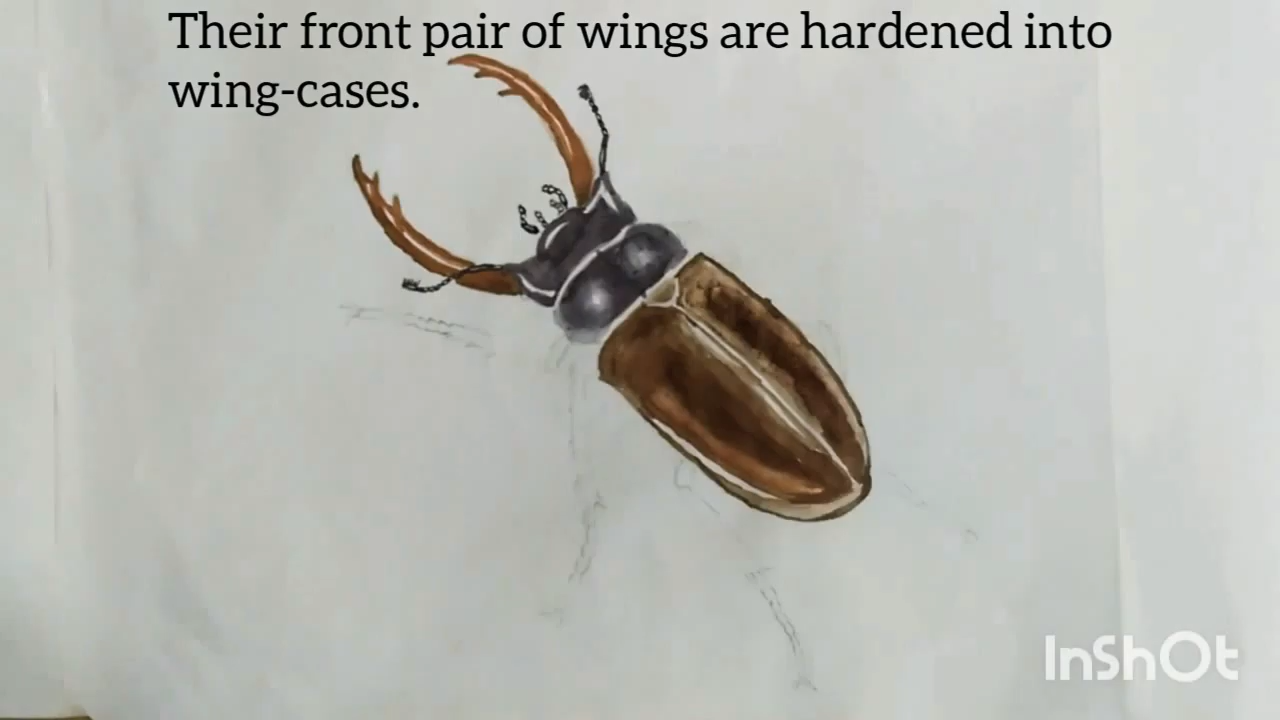 Their front pair of wings are hardened into
wing-cases.
InShOt